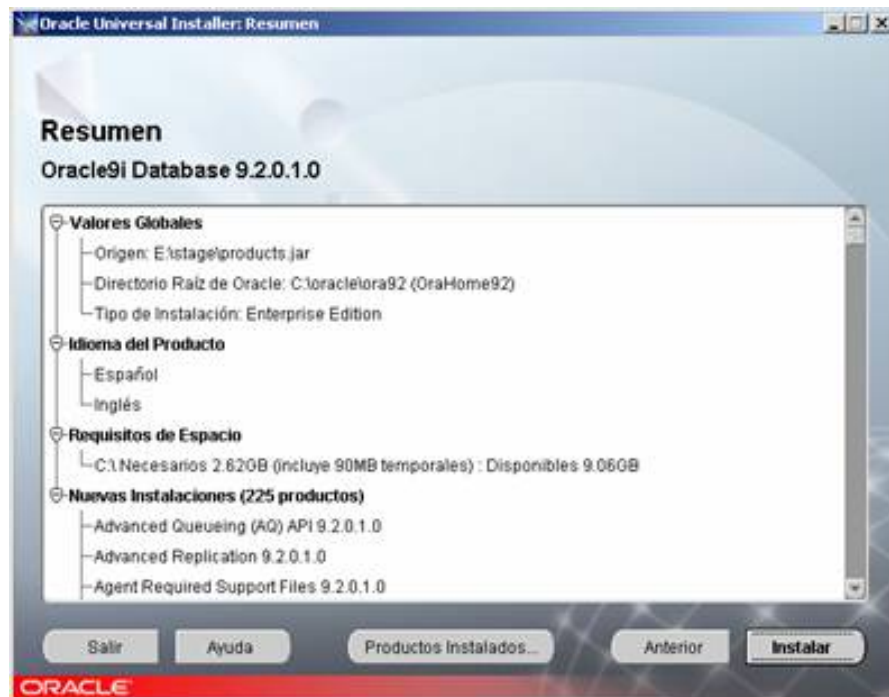 Oracle Universal Installer: Resumen
Resumen
Oracle9i Database 9.2.0.1.0
Valores Globales
Origen: E:\stage\products.jar
Directorio Raíz de Oracle: C:\oracle\ora92 (OraHome92)
Tipo de Instalación: Enterprise Edition
Idioma del Producto
Español
Inglés
Requisitos de Espacio
C:\ Necesarios 2.62GB (incluye 90MB temporales) : Disponibles 9.06GB
Nuevas Instalaciones (225 productos)
Advanced Queueing (AQ) API 9.2.0.1.0
Advanced Replication 9.2.0.1.0
Agent Required Support Files 9.2.0.1.0
Salir Ayuda Productos Instalados... Anterior Instalar
ORACLE